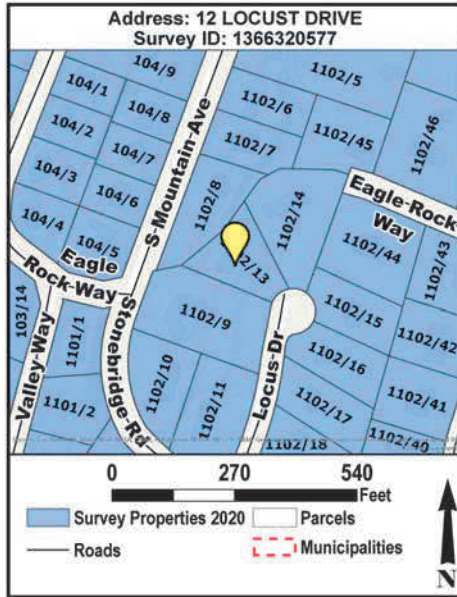 Address: 12 LOCUST DRIVE
Survey ID: 1366320577
104/9
1102/5
104/1
104/8
1102/6
1102/46
104/2
104/7
1102/7
1102/45
104/3
104/6
S-Mountain-Ave
1102/8
1102/14
Eagle-Rock
Way
104/4
104/5
1102/44
1102/43
Eagle
Rock-Way
2/13
103/14
Valley-Way
1101/1
Stonebridge-Rd
1102/9
1102/15
1102/42
Locus-Dr
1102/16
1101/2
1102/10
1102/11
1102/17
1102/41
1102/18
1102/40
0 270 540
Feet
Survey Properties 2020
Parcels
Roads
Municipalities
N